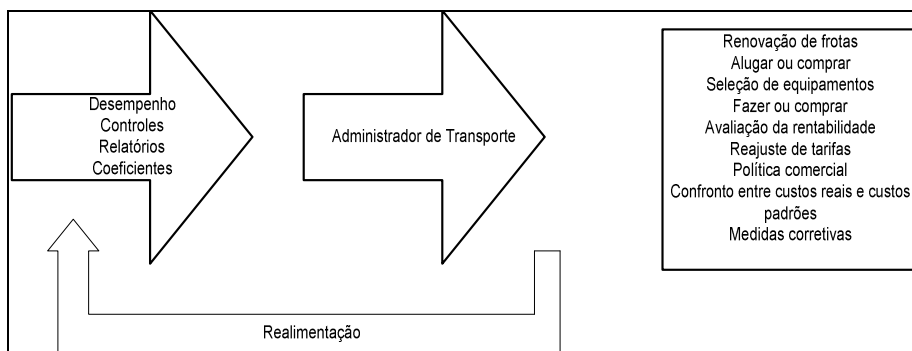 Desempenho
Controles
Relatórios
Coeficientes
Administrador de Transporte
Renovação de frotas
Alugar ou comprar
Seleção de equipamentos
Fazer ou comprar
Avaliação da rentabilidade
Reajuste de tarifas
Política comercial
Confronto entre custos reais e custos
padrões
Medidas corretivas
Realimentação